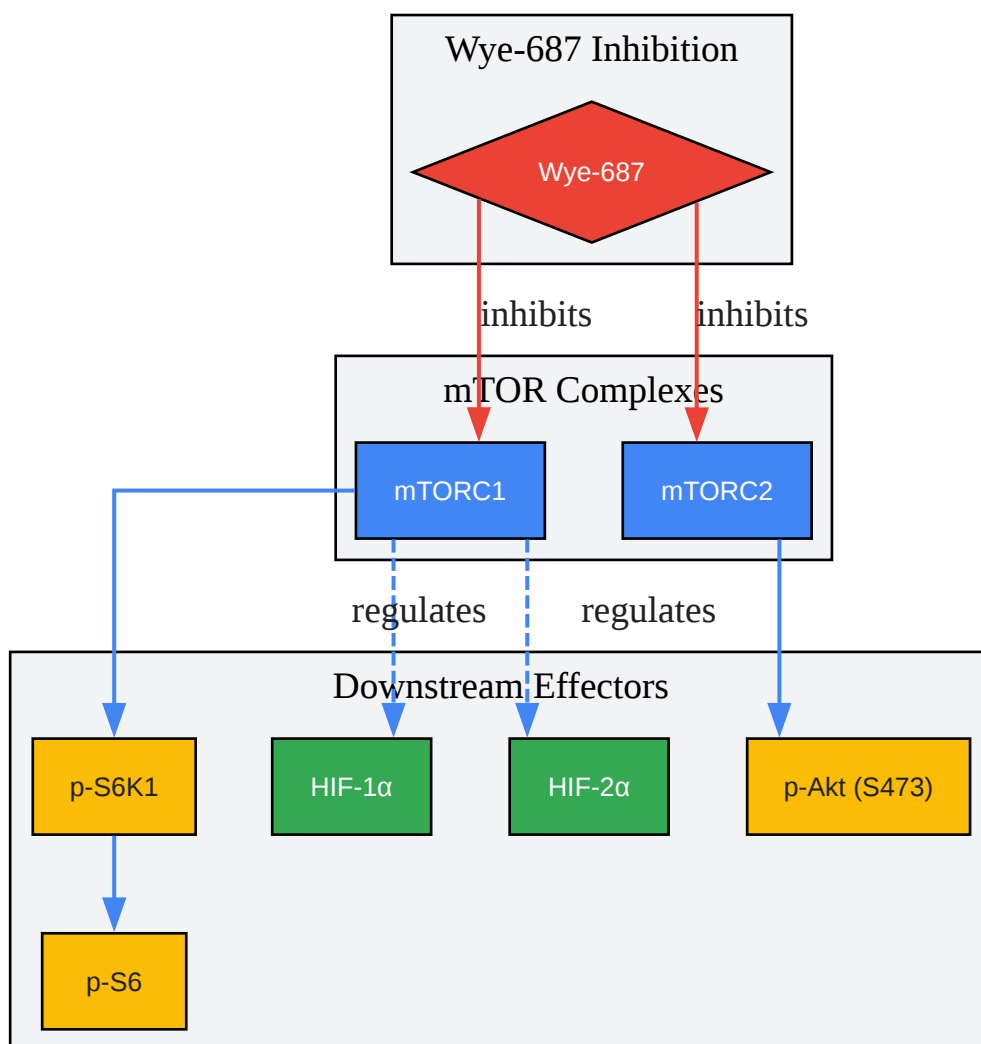 Wye-687 Inhibition
Wye-687
inhibits
inhibits
mTOR Complexes
mTORC1
mTORC2
regulates
regulates
Downstream Effectors
p-S6K1
HIF-1α
HIF-2α
p-Akt (S473)
p-S6